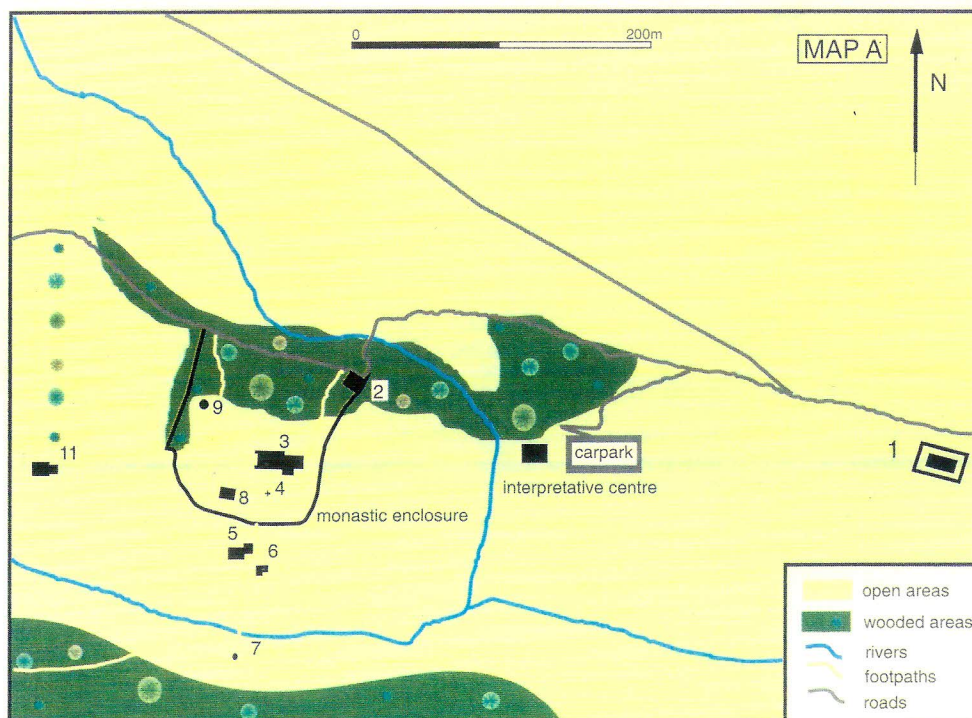 0 200m
MAP A
N
2
9
3
carpark
1
11
4
interpretative centre
8
monastic enclosure
5
6
7
open areas
wooded areas
rivers
footpaths
roads